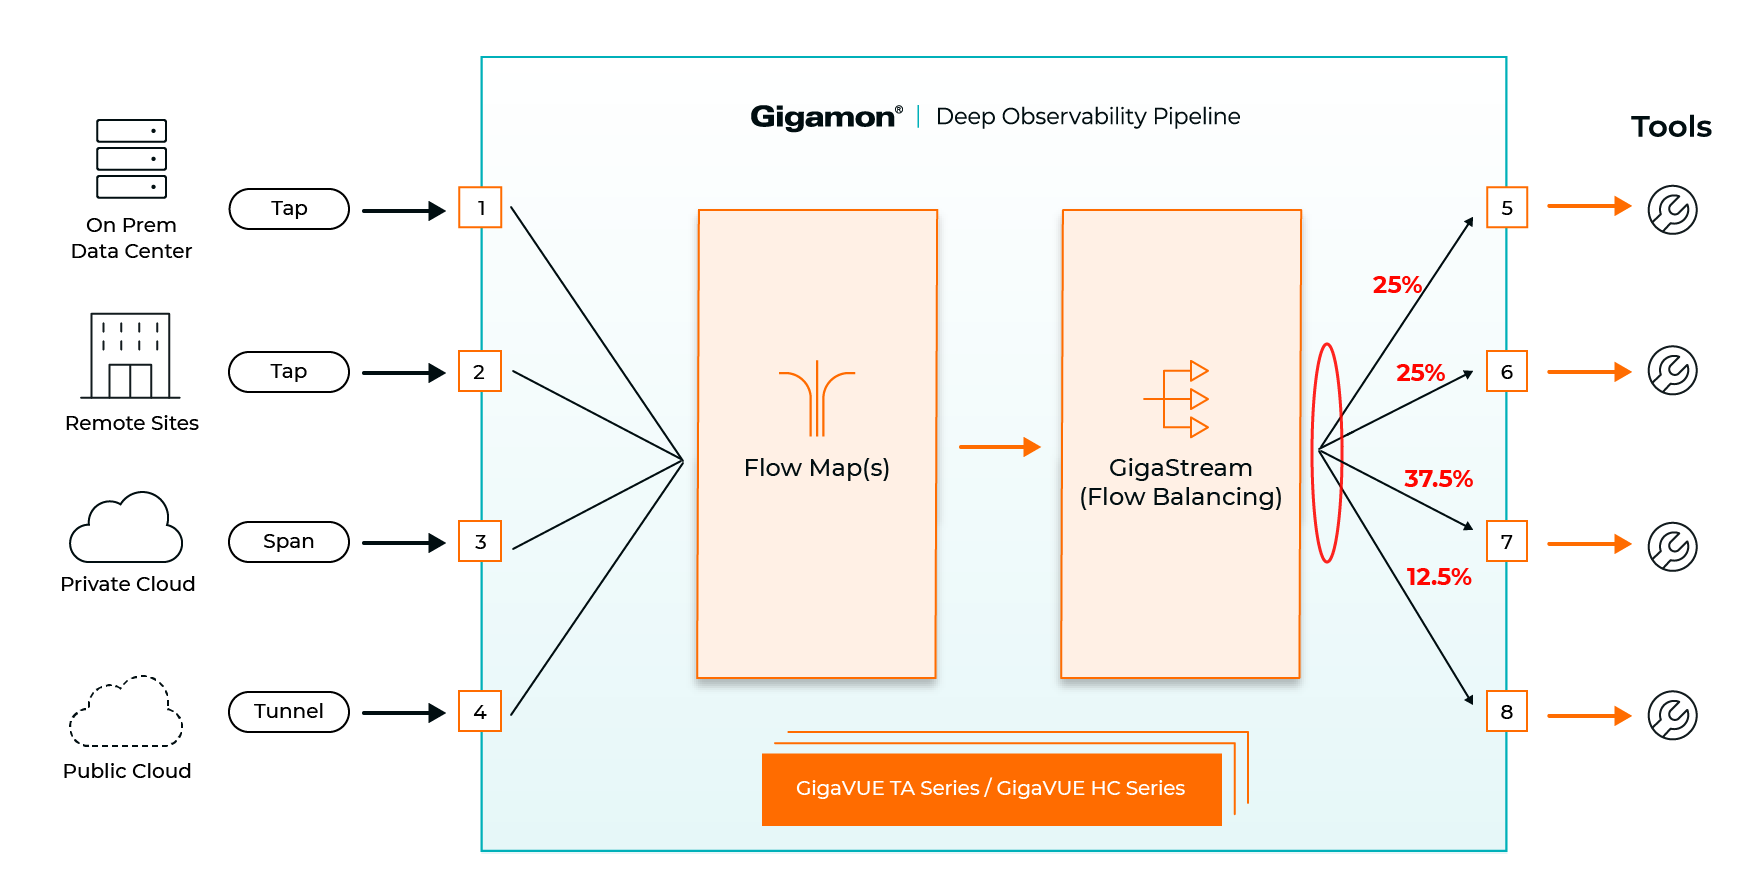 Gigamon® | Deep Observability Pipeline
Tools
On Prem
Data Center
Tap
1
5
25%
Remote Sites
Tap
2
25%
6
Flow Map(s)
GigaStream
(Flow Balancing)
37.5%
Private Cloud
Span
3
7
12.5%
Public Cloud
Tunnel
4
8
GigaVUE TA Series / GigaVUE HC Series